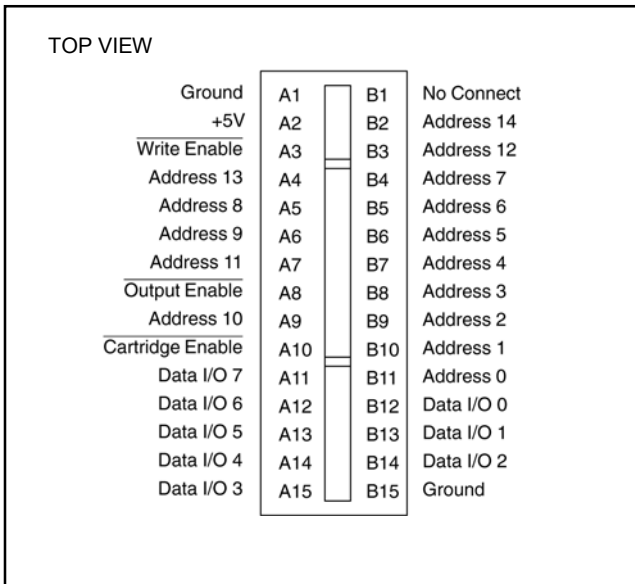 TOP VIEW
Ground A1 B1 No Connect
+5V A2 B2 Address 14
Write Enable A3 B3 Address 12
Address 13 A4 B4 Address 7
Address 8 A5 B5 Address 6
Address 9 A6 B6 Address 5
Address 11 A7 B7 Address 4
Output Enable A8 B8 Address 3
Address 10 A9 B9 Address 2
Cartridge Enable A10 B10 Address 1
Data I/O 7 A11 B11 Address 0
Data I/O 6 A12 B12 Data I/O 0
Data I/O 5 A13 B13 Data I/O 1
Data I/O 4 A14 B14 Data I/O 2
Data I/O 3 A15 B15 Ground